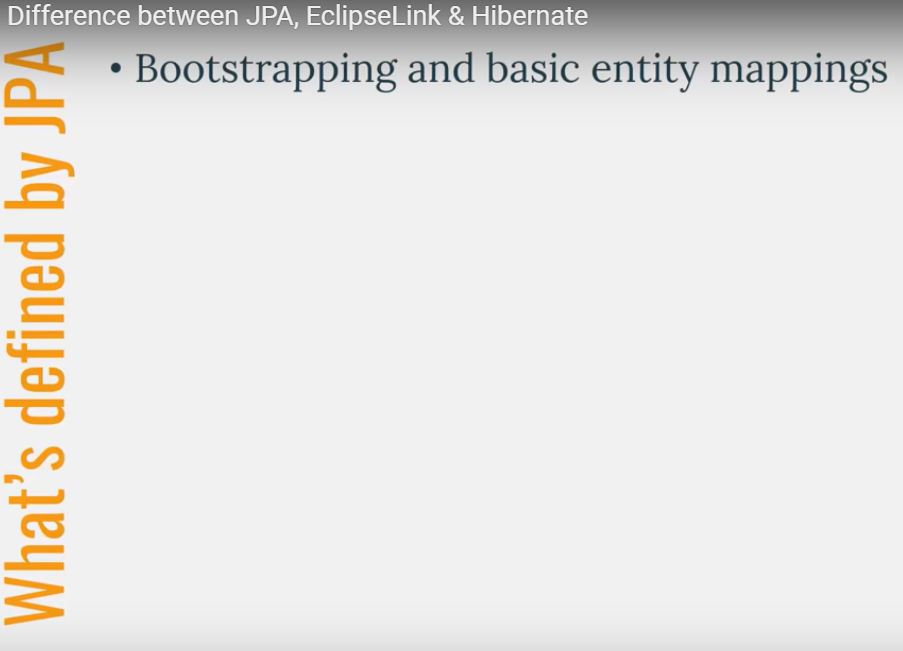 Difference between JPA, EclipseLink & Hibernate
What's defined by JPA
• Bootstrapping and basic entity mappings